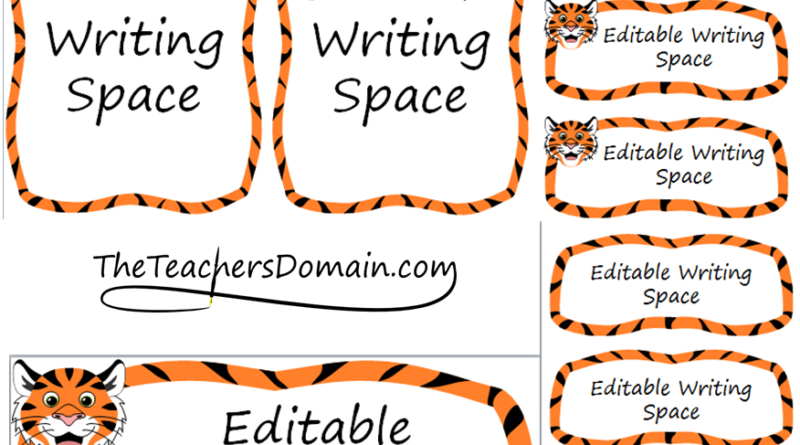 Writing
Space
Writing
Space
Editable Writing
Space
Editable Writing
Space
TheTeachersDomain.com
Editable Writing
Space
Editable Writing
Space
Editable